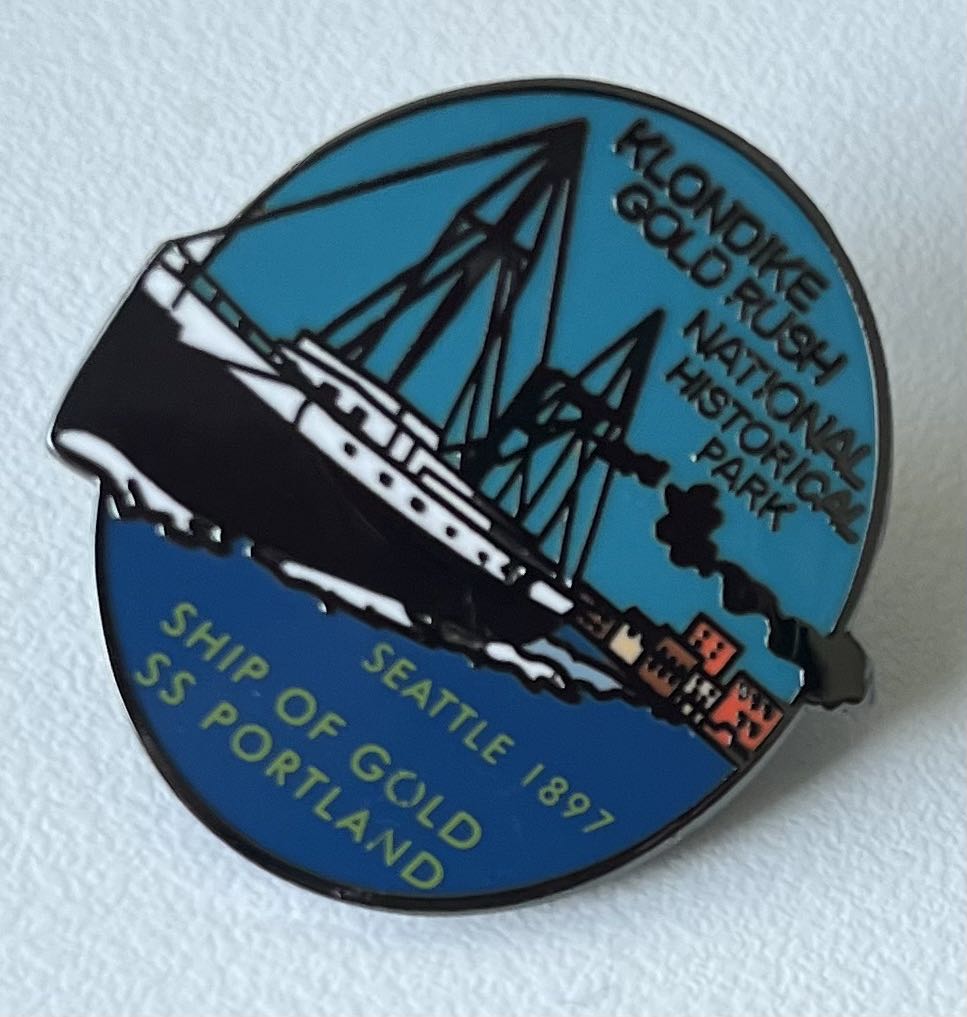 KLONDIKE
GOLD RUSH
NATIONAL
HISTORICAL
PARK
SEATTLE 1897
SHIP OF GOLD
SS PORTLAND